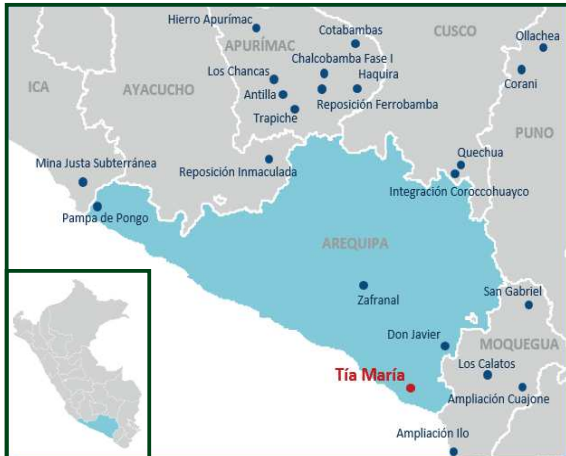 Hierro Apurímac
Cotabambas
CUSCO
Ollachea
APURÍMAC
Chalcobamba Fase I
Los Chancas
Haquira
Corani
ICA
AYACUCHO
Antilla
Reposición Ferrobamba
Trapiche
PUNO
Quechua
Mina Justa Subterránea
Reposición Inmaculada
Integración Coroccohuayco
Pampa de Pongo
AREQUIPA
Zafranal
San Gabriel
Don Javier
MOQUEGUA
Los Calatos
Tía María
Ampliación Cuajone
Ampliación Ilo